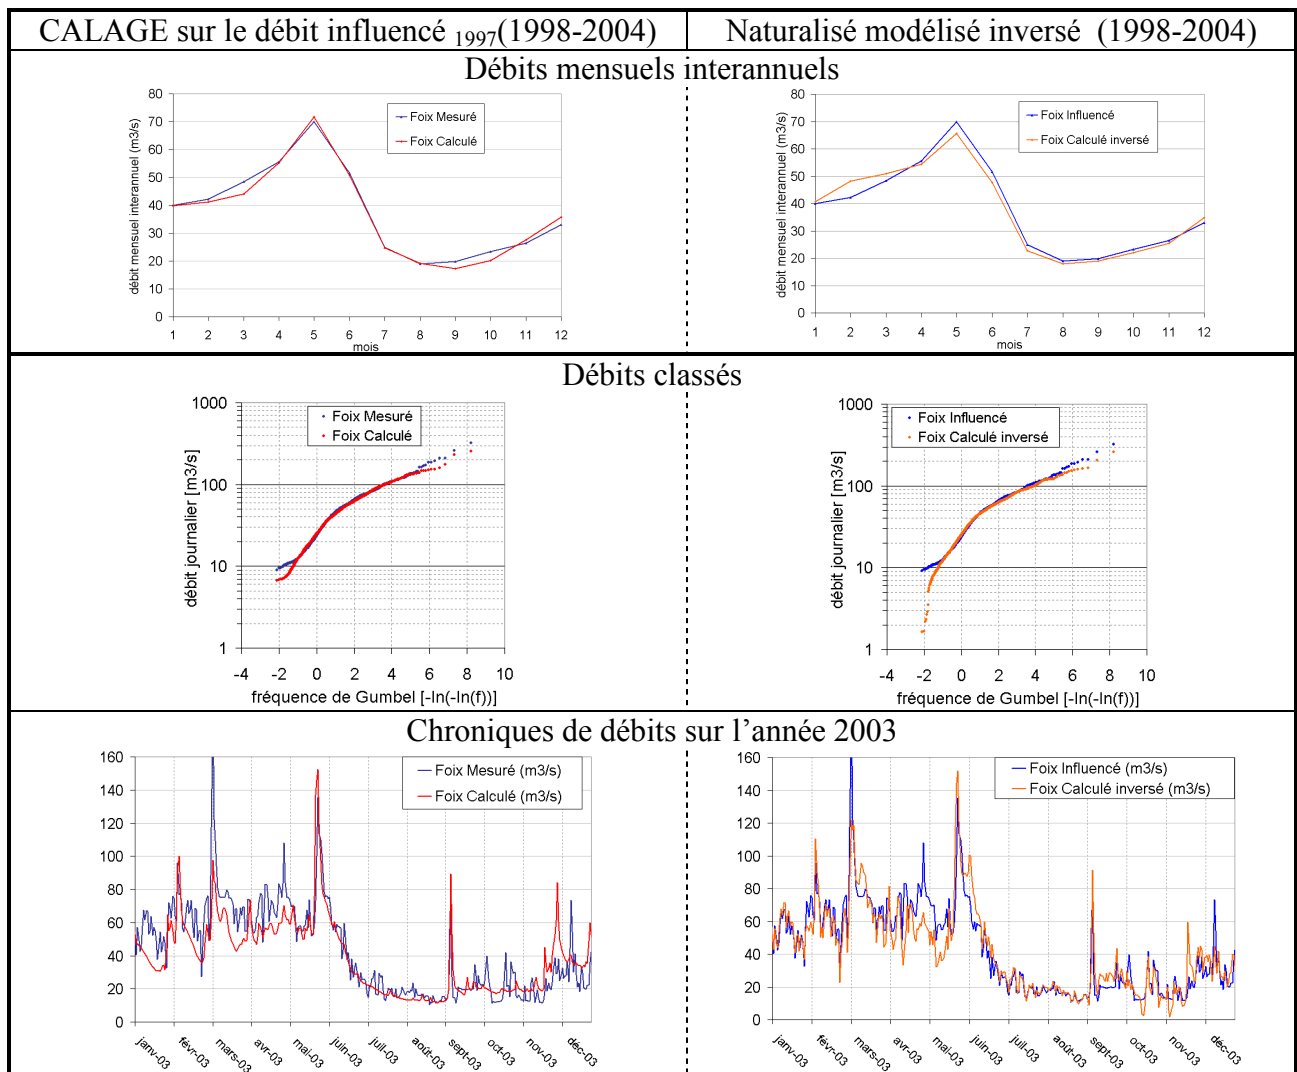 CALAGE sur le débit influencé 1997(1998-2004)
Naturalisé modélisé inversé (1998-2004)
Débits mensuels interannuels
débit mensuel interannuel (m3/s)
80
70
60
50
40
30
20
10
0
Foix Mesuré
Foix Calculé
1 2 3 4 5 6 7 8 9 10 11 12
mois
débit mensuel interannuel (m3/s)
80
70
60
50
40
30
20
10
0
Foix Influencé
Foix Calculé inversé
1 2 3 4 5 6 7 8 9 10 11 12
mois
Débits classés
débit journalier [m3/s]
1000
100
10
1
Foix Mesuré
Foix Calculé
-4 -2 0 2 4 6 8 10
fréquence de Gumbel [-ln(-ln(f))]
débit journalier [m3/s]
1000
100
10
1
Foix Influencé
Foix Calculé inversé
-4 -2 0 2 4 6 8 10
fréquence de Gumbel [-ln(-ln(f))]
Chroniques de débits sur l'année 2003
160
140
120
100
80
60
40
20
0
Foix Mesuré (m3/s)
Foix Calculé (m3/s)
janv-03 févr-03 mars-03 avr-03 mai-03 juin-03 juil-03 août-03 sept-03 oct-03 nov-03 déc-03
160
140
120
100
80
60
40
20
0
Foix Influencé (m3/s)
Foix Calculé inversé (m3/s)
janv-03 févr-03 mars-03 avr-03 mai-03 juin-03 juil-03 août-03 sept-03 oct-03 nov-03 déc-03